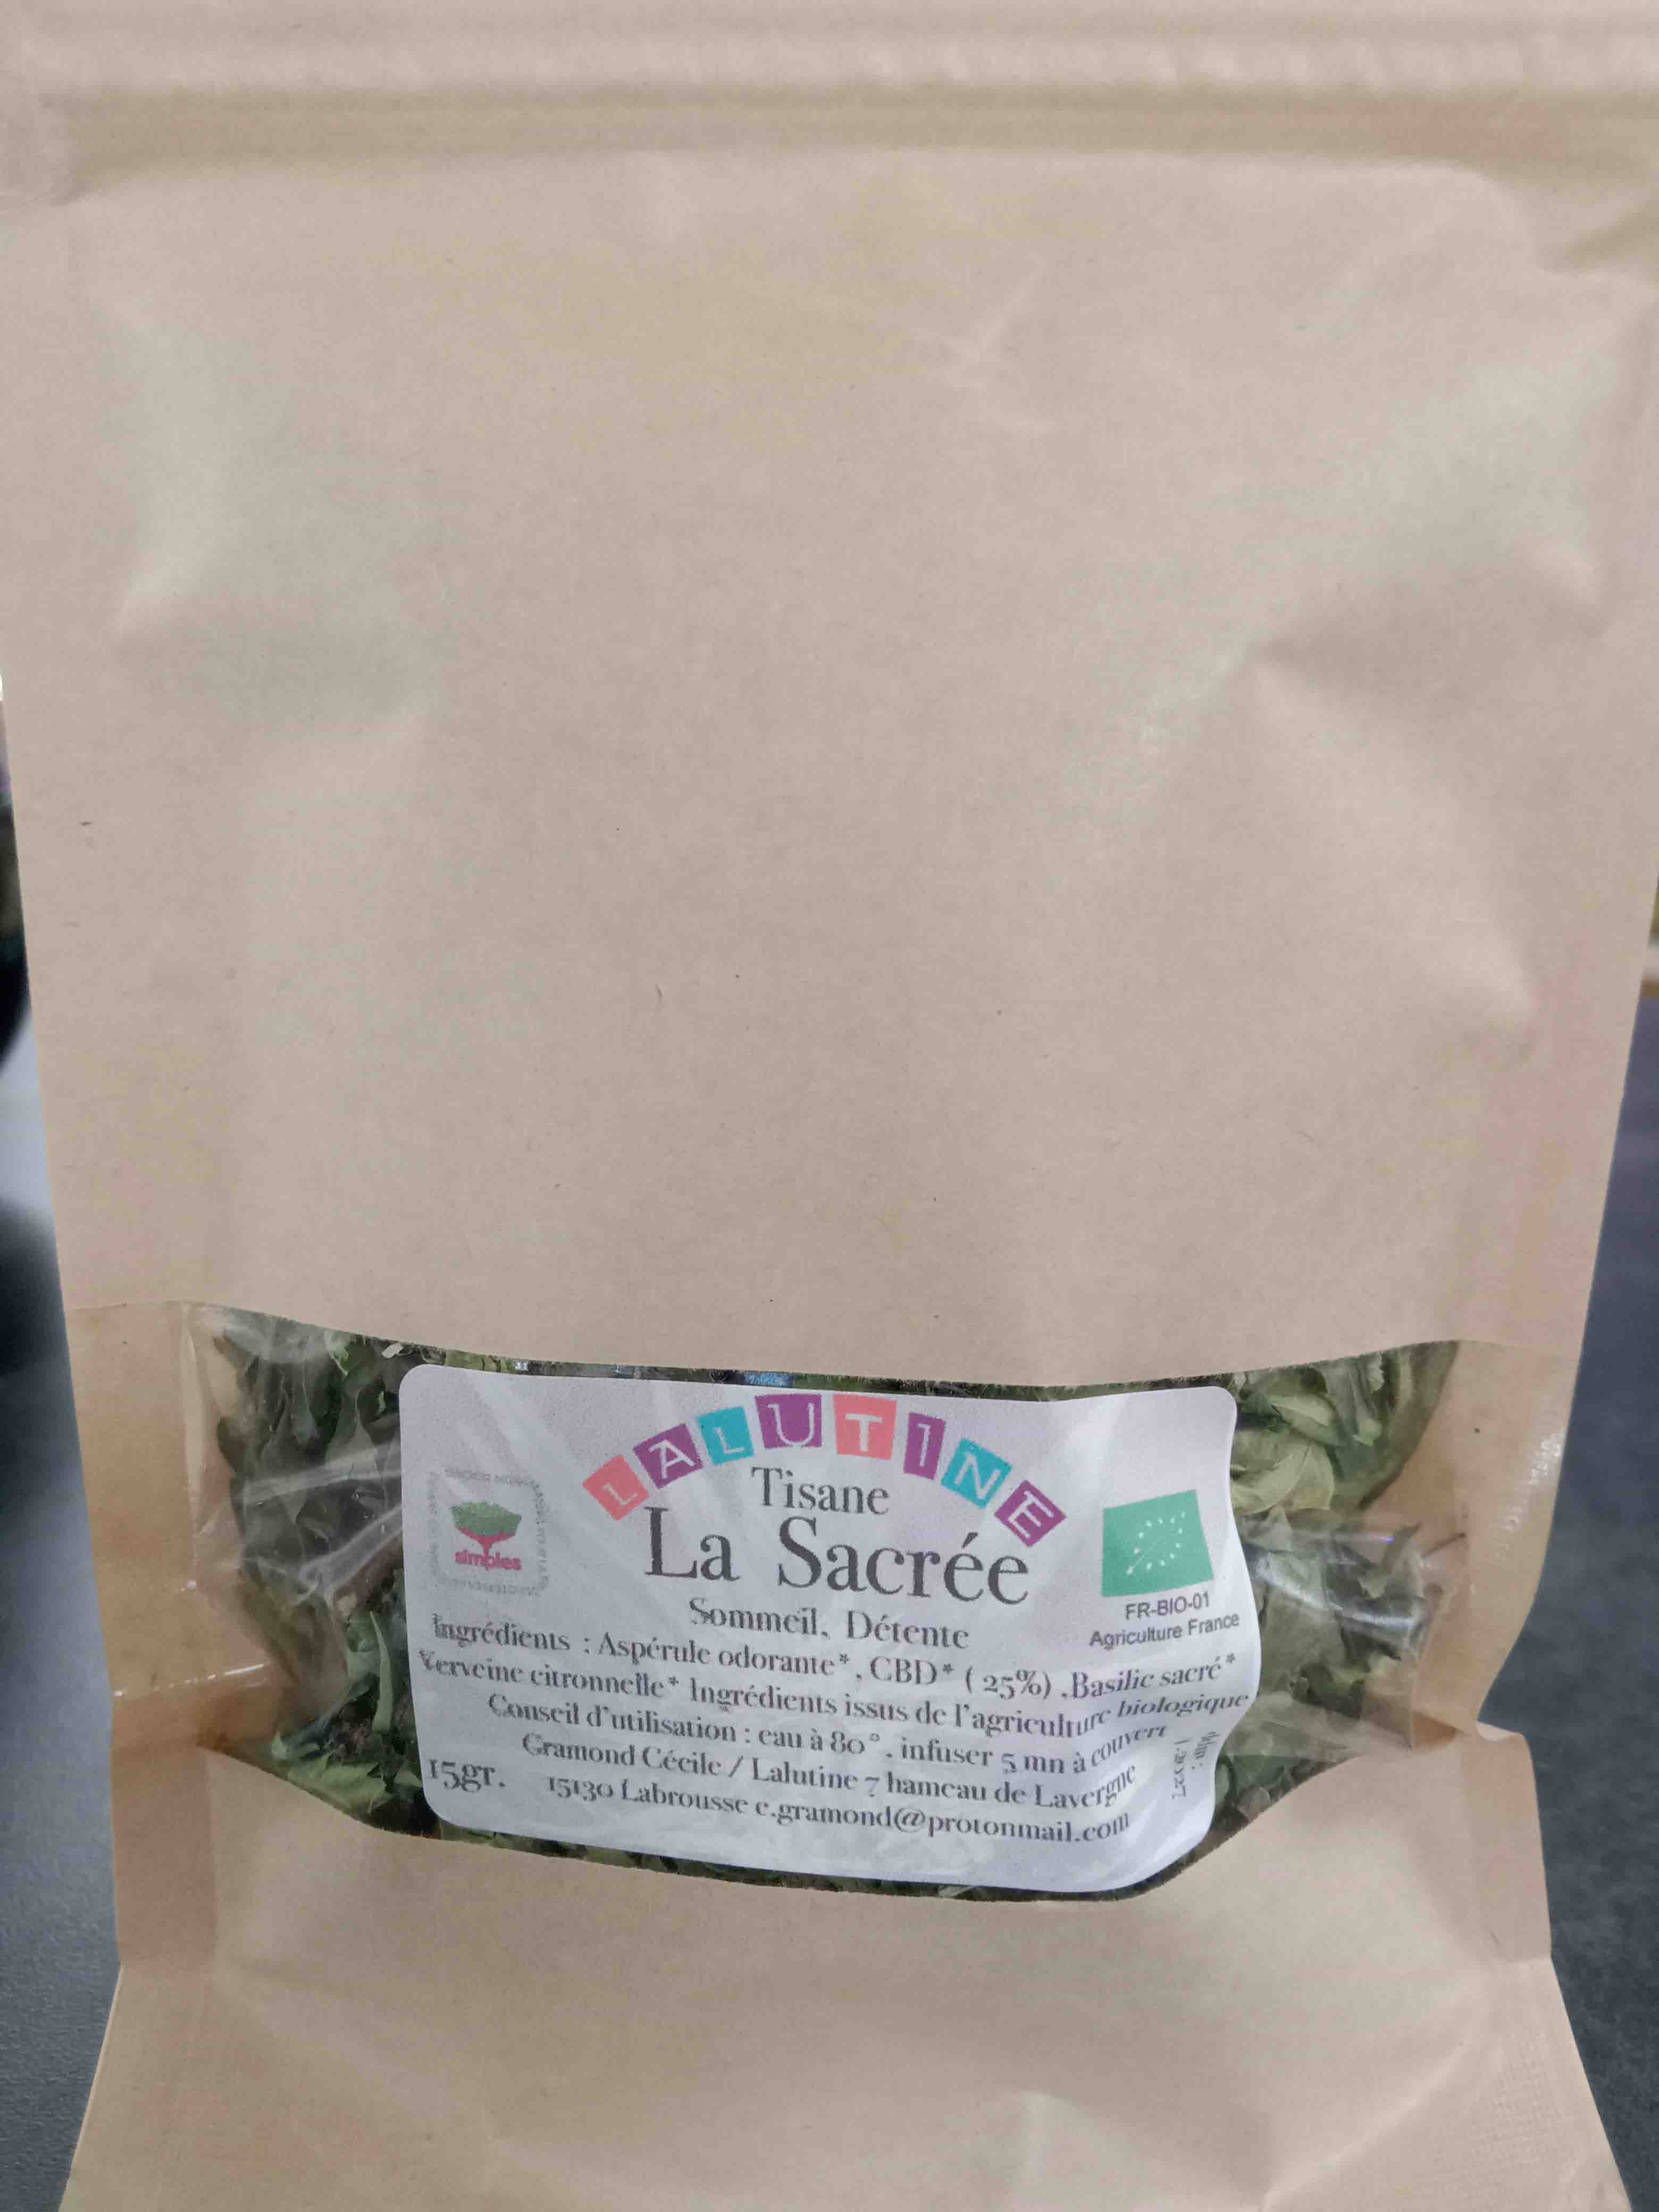 LALUTINE
Tisane
La Sacrée
Sommeil, Détente
simples
FR-BIO-01
Agriculture France
Ingrédients : Aspérule odorante*, CBD* (25%) ,Basilic sacré*
Verveine citronnelle* Ingrédients issus de l'agriculture biologique
Conseil d'utilisation : eau à 80°, infuser 5 mn à couvert
Gramond Cécile / Lalutine 7 hameau de Lavergne
15gr. 15130 Labrousse c.gramond@protonmail.com